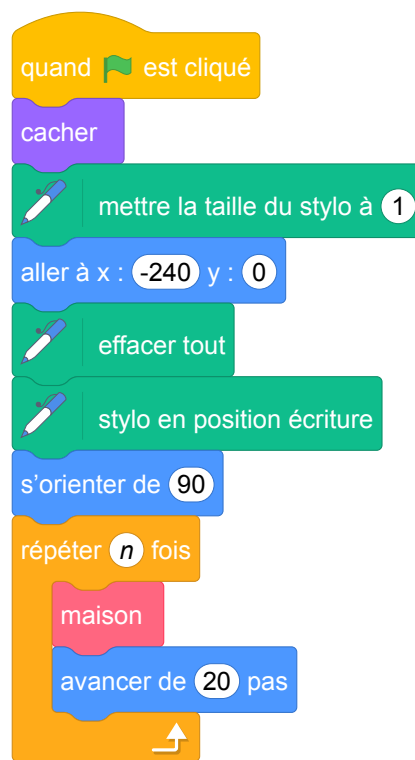 quand est cliqué
cacher
mettre la taille du stylo à 1
aller à x : -240 y : 0
effacer tout
stylo en position écriture
s’orienter de 90
répéter n fois
maison
avancer de 20 pas